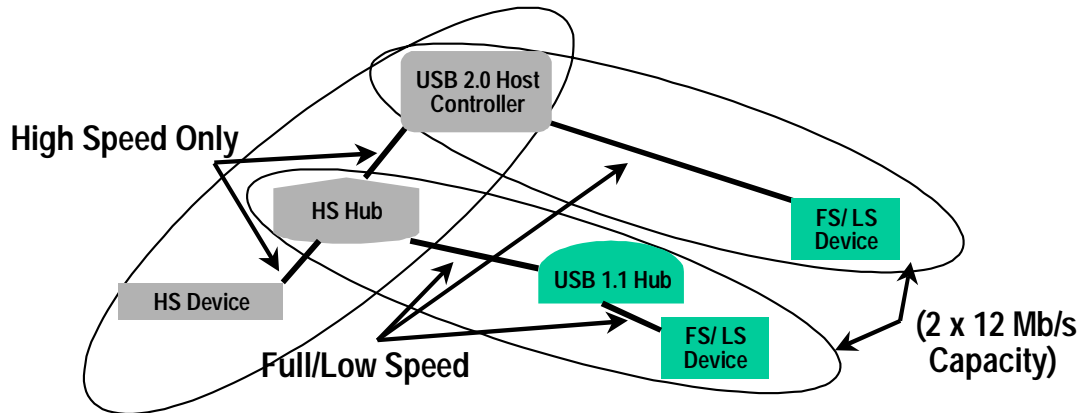 USB 2.0 Host
Controller
High Speed Only
HS Hub
FS/ LS
Device
USB 1.1 Hub
HS Device
(2 x 12 Mb/s
Capacity)
FS/ LS
Device
Full/Low Speed